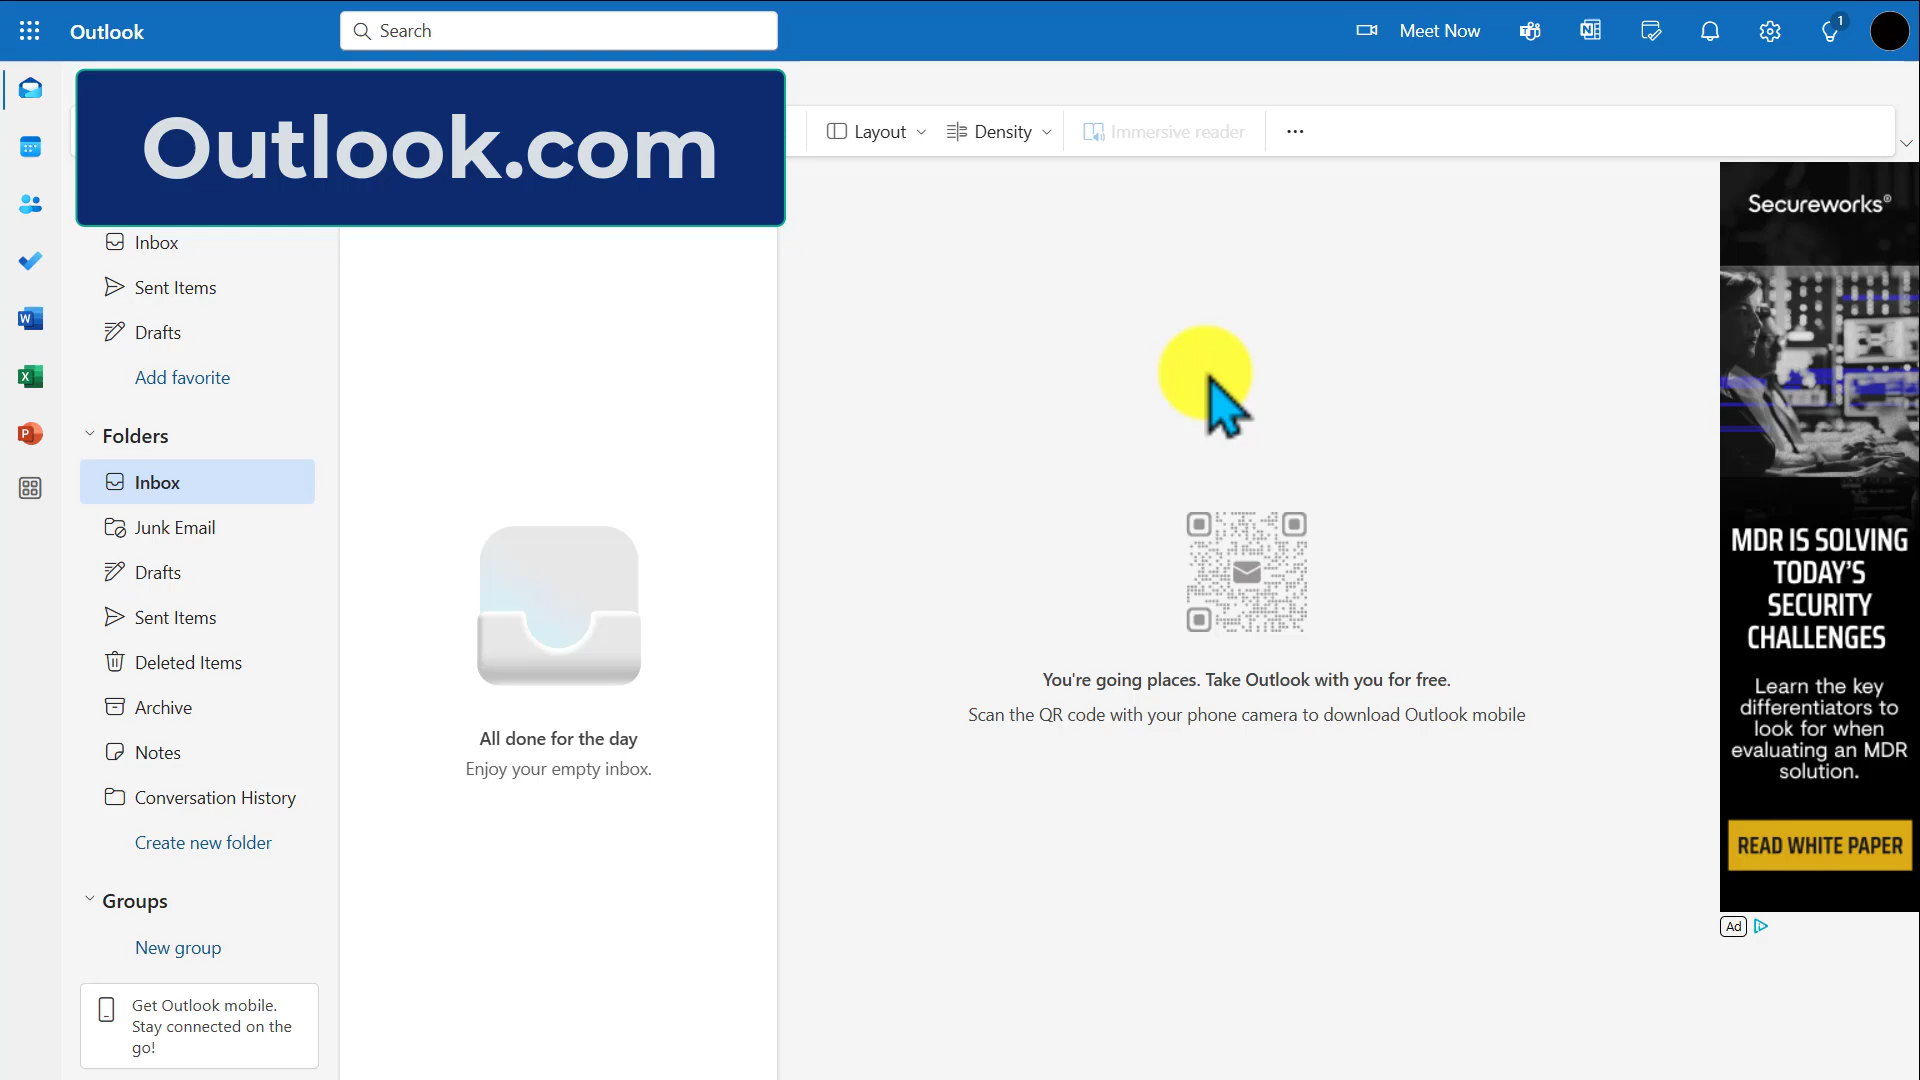 Outlook
Search
Meet Now
1
Outlook.com
Layout
Density
Immersive reader
Inbox
Sent Items
Drafts
Add favorite
Folders
Inbox
Junk Email
Drafts
Sent Items
Deleted Items
Archive
Notes
Conversation History
Create new folder
Groups
New group
Get Outlook mobile.
Stay connected on the
go!
All done for the day
Enjoy your empty inbox.
You're going places. Take Outlook with you for free.
Scan the QR code with your phone camera to download Outlook mobile
Secureworks®
MDR IS SOLVING
TODAY'S
SECURITY
CHALLENGES
Learn the key
differentiators to
look for when
evaluating an MDR
solution.
READ WHITE PAPER
Ad